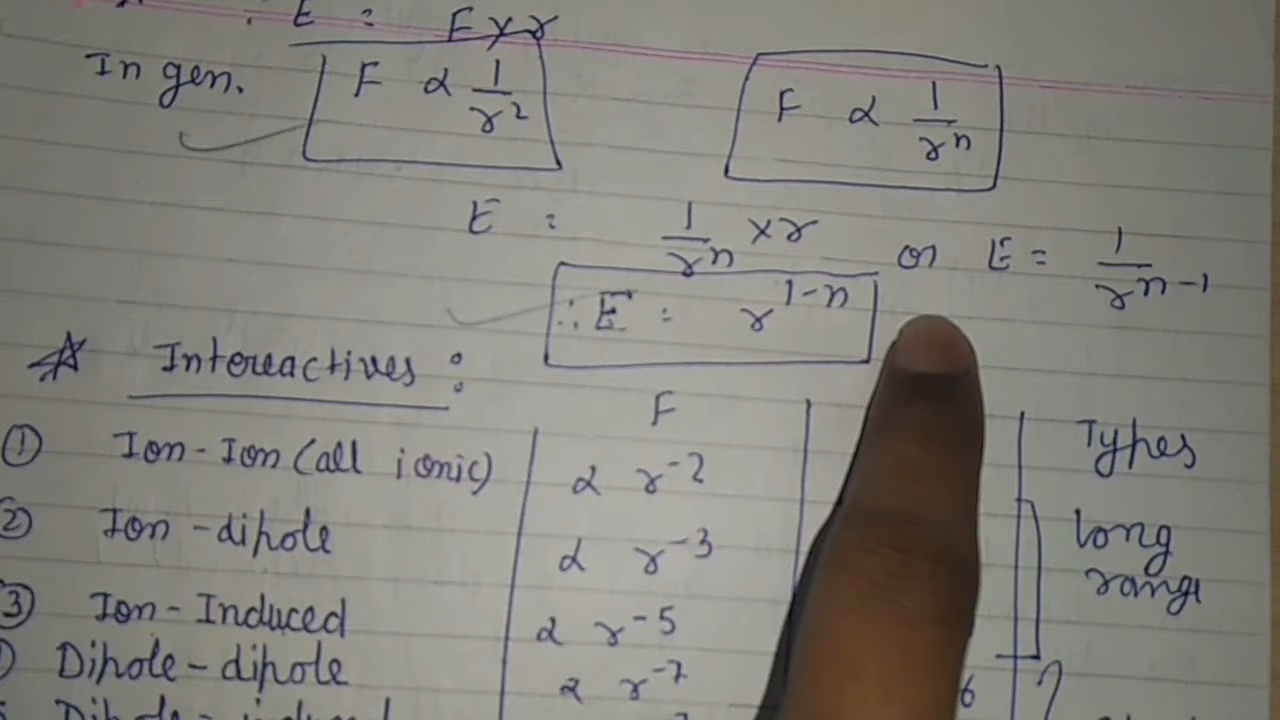 ∴ E = F × r
In gen. F α 1/r² F α 1/rⁿ
E = 1/rⁿ × r or E = 1/rⁿ⁻¹
∴ E = r¹⁻ⁿ
☆ Intereactives :
F Types
① Ion - Ion (all ionic) α r⁻² long
② Ion - dipole α r⁻³ range
③ Ion - Induced α r⁻⁵
Dipole - dipole α r⁻⁷ 6